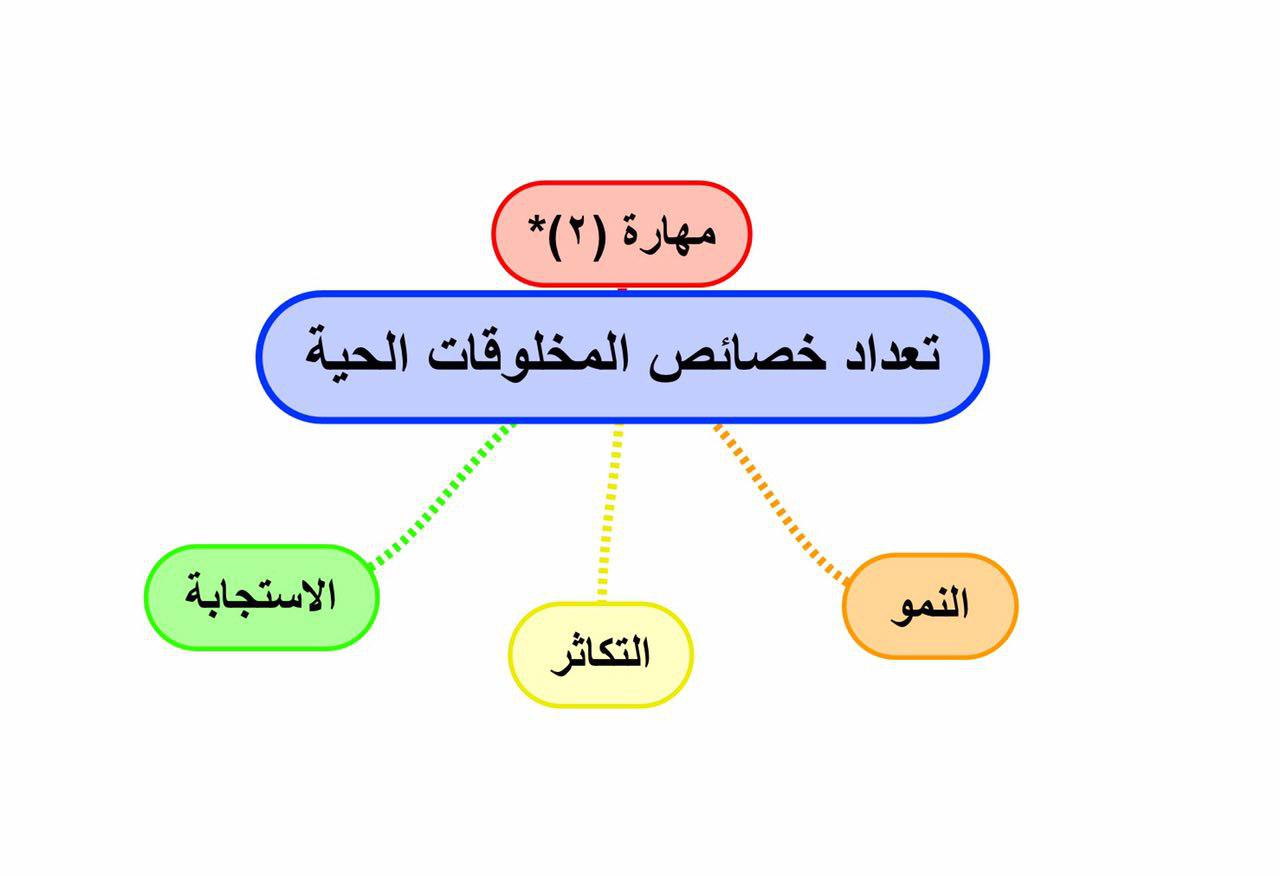 مهارة (٢)*
تعداد خصائص المخلوقات الحية
النمو
التكاثر
الاستجابة